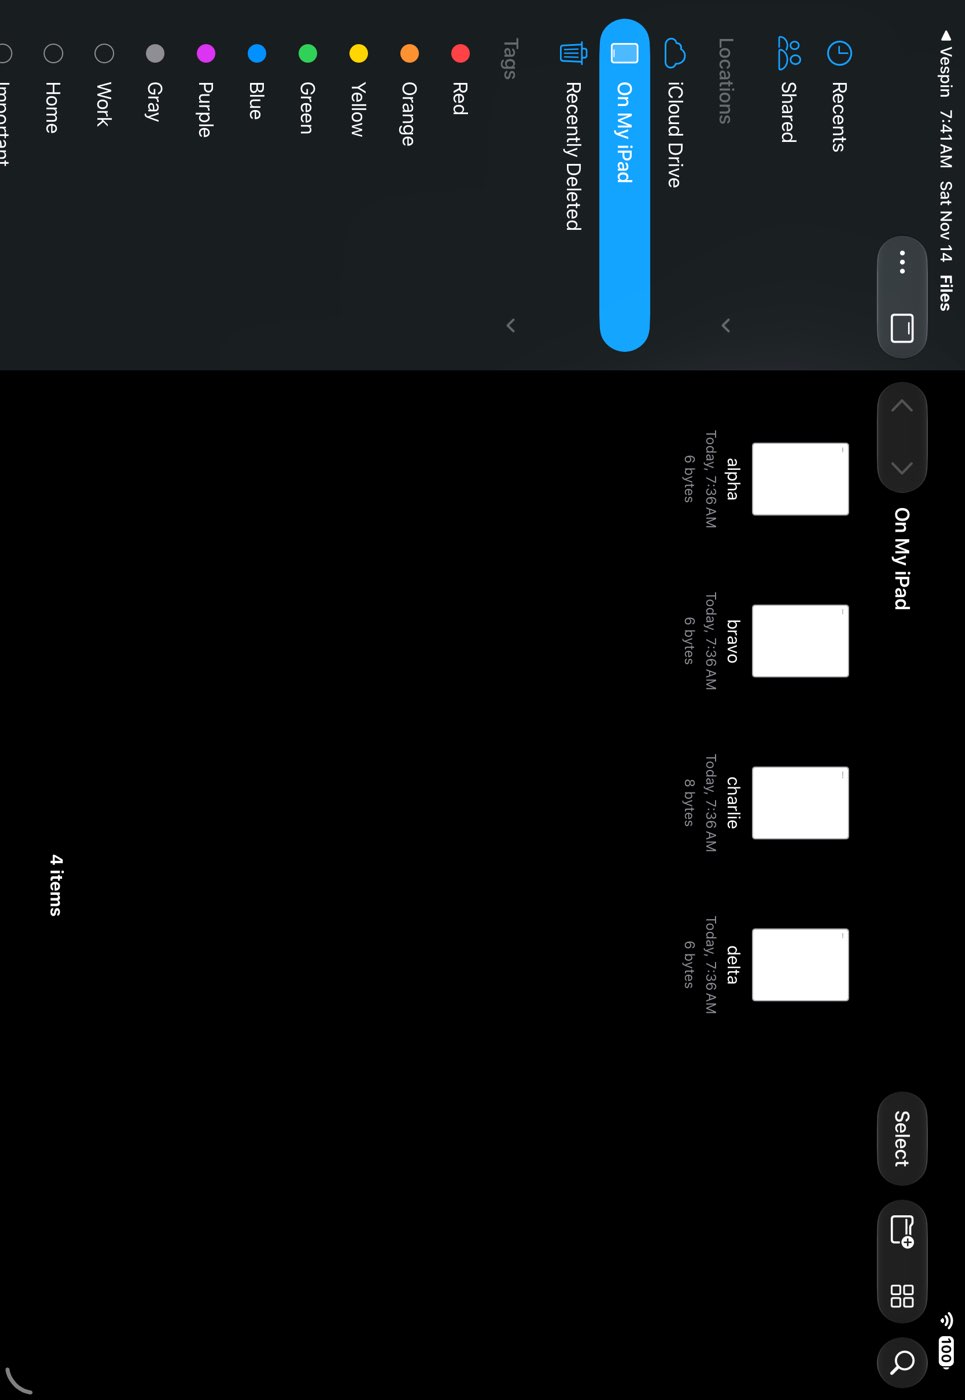 ◀ Vespin 7:41 AM Sat Nov 14 Files
100
On My iPad
Select
Recents
Shared
Locations
iCloud Drive
On My iPad
Recently Deleted
Tags
Red
Orange
Yellow
Green
Blue
Purple
Gray
Work
Home
Important
alpha
Today, 7:36 AM
6 bytes
bravo
Today, 7:36 AM
6 bytes
charlie
Today, 7:36 AM
8 bytes
delta
Today, 7:36 AM
6 bytes
4 items